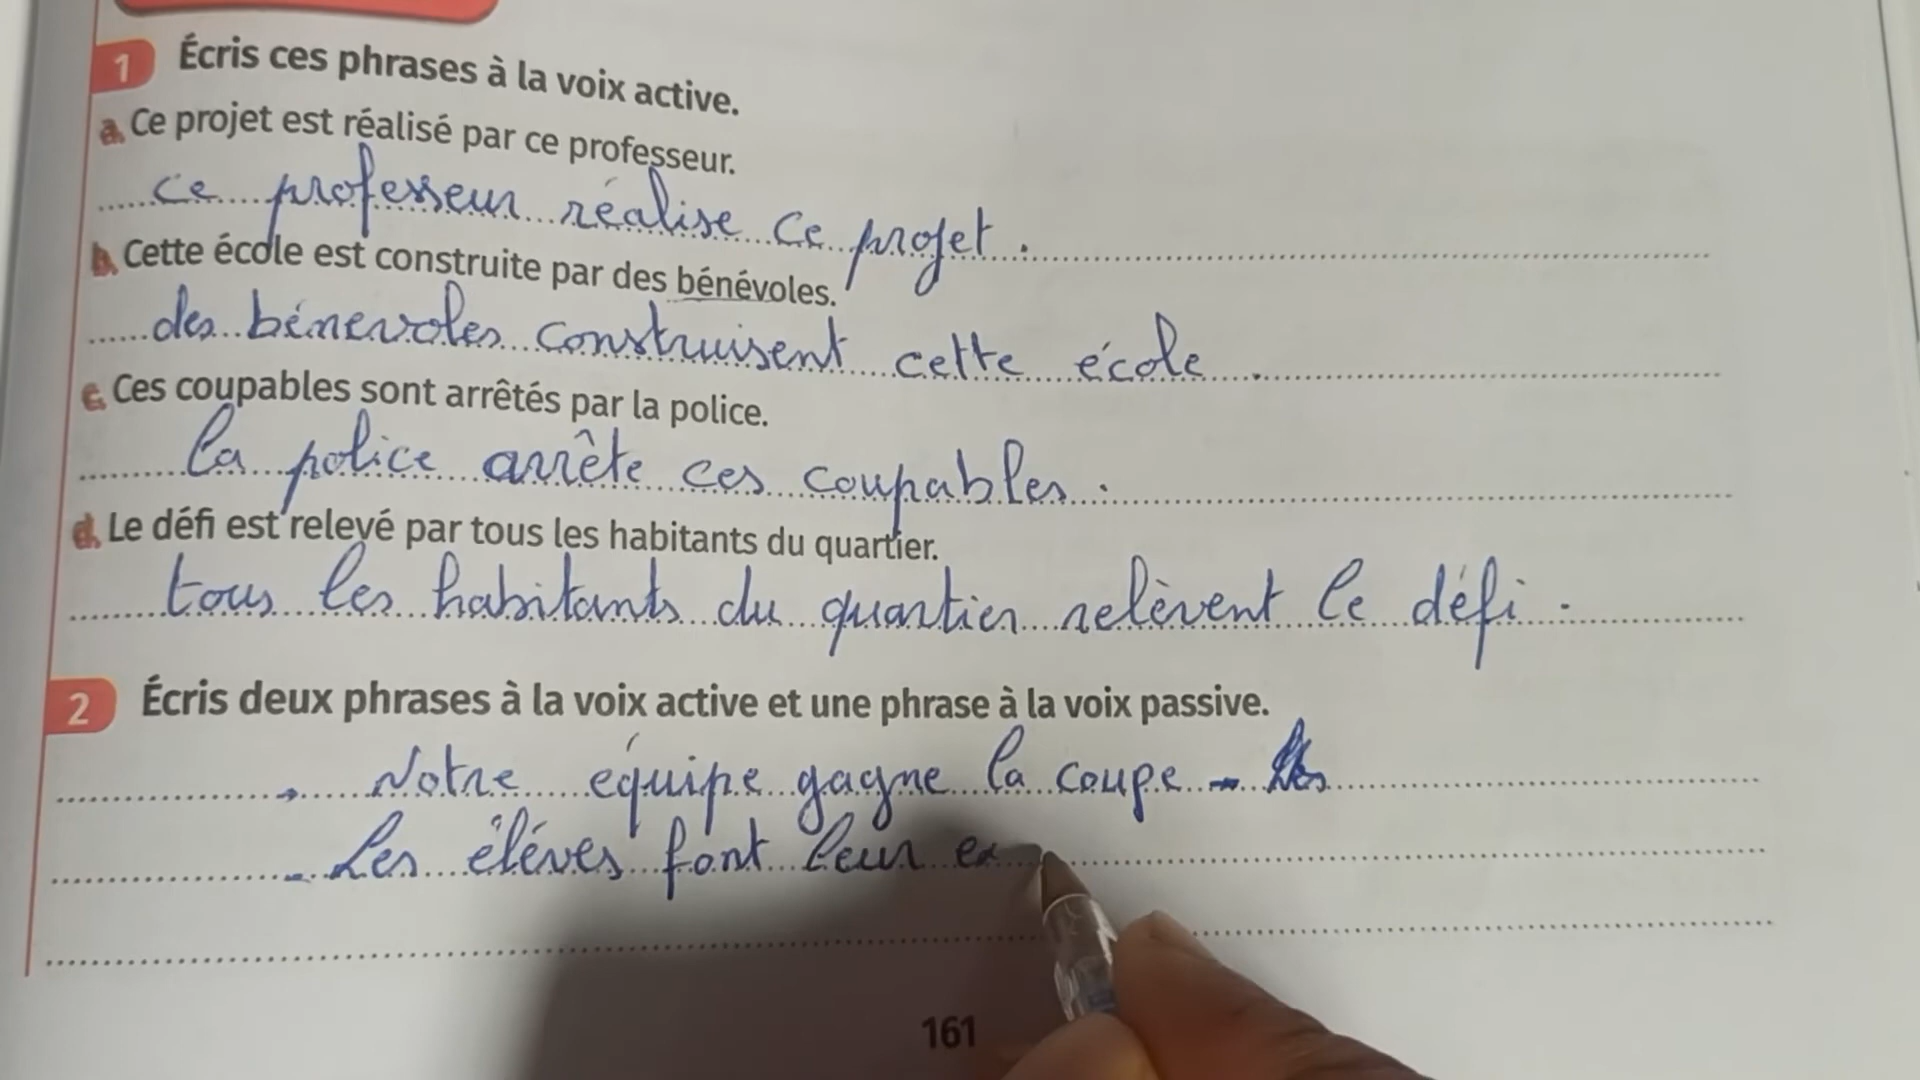 1 Écris ces phrases à la voix active.
a. Ce projet est réalisé par ce professeur.
ce professeur réalise ce projet.
b. Cette école est construite par des bénévoles.
des bénevoles construisent cette école.
c. Ces coupables sont arrêtés par la police.
la police arrête ces coupables.
d. Le défi est relevé par tous les habitants du quartier.
tous les habitants du quartier relèvent le défi.
2 Écris deux phrases à la voix active et une phrase à la voix passive.
Notre équipe gagne la coupe -
- Les éléves font leur ex
161